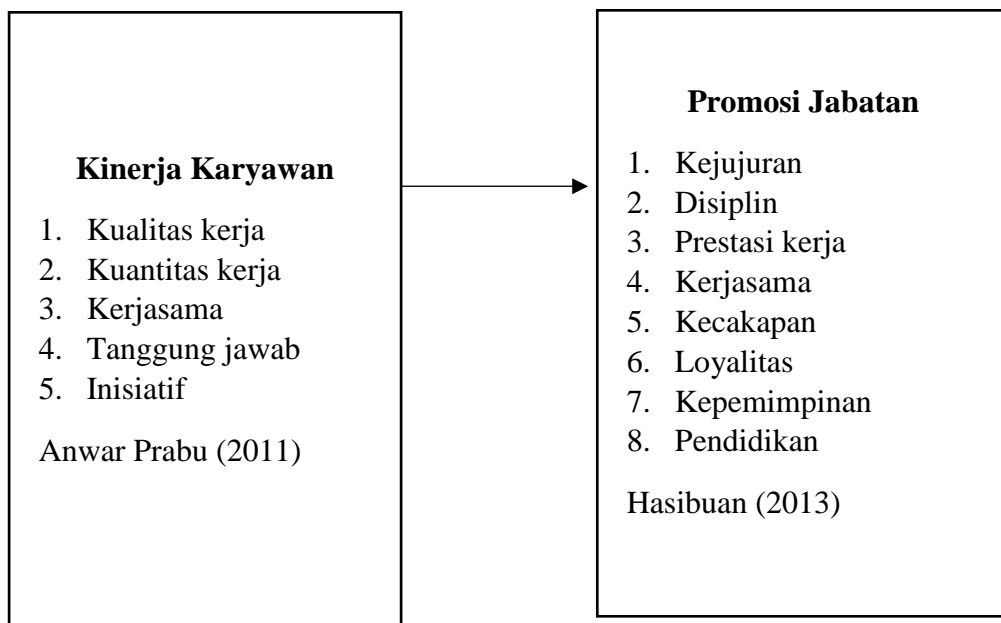 Kinerja Karyawan
1. Kualitas kerja
2. Kuantitas kerja
3. Kerjasama
4. Tanggung jawab
5. Inisiatif
Anwar Prabu (2011)
Promosi Jabatan
1. Kejujuran
2. Disiplin
3. Prestasi kerja
4. Kerjasama
5. Kecakapan
6. Loyalitas
7. Kepemimpinan
8. Pendidikan
Hasibuan (2013)